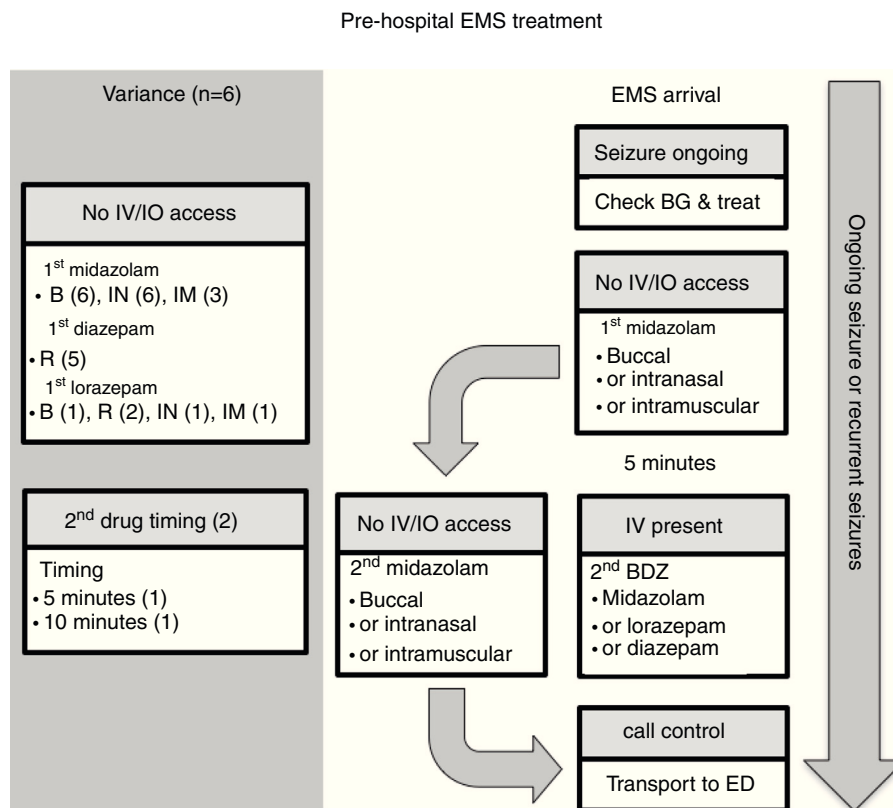 Pre-hospital EMS treatment
Variance (n=6)
No IV/IO access
1st midazolam
• B (6), IN (6), IM (3)
1st diazepam
• R (5)
1st lorazepam
• B (1), R (2), IN (1), IM (1)
2nd drug timing (2)
Timing
• 5 minutes (1)
• 10 minutes (1)
EMS arrival
Seizure ongoing
Check BG & treat
No IV/IO access
1st midazolam
• Buccal
• or intranasal
• or intramuscular
5 minutes
No IV/IO access
2nd midazolam
• Buccal
• or intranasal
• or intramuscular
IV present
2nd BDZ
• Midazolam
• or lorazepam
• or diazepam
call control
Transport to ED
Ongoing seizure or recurrent seizures